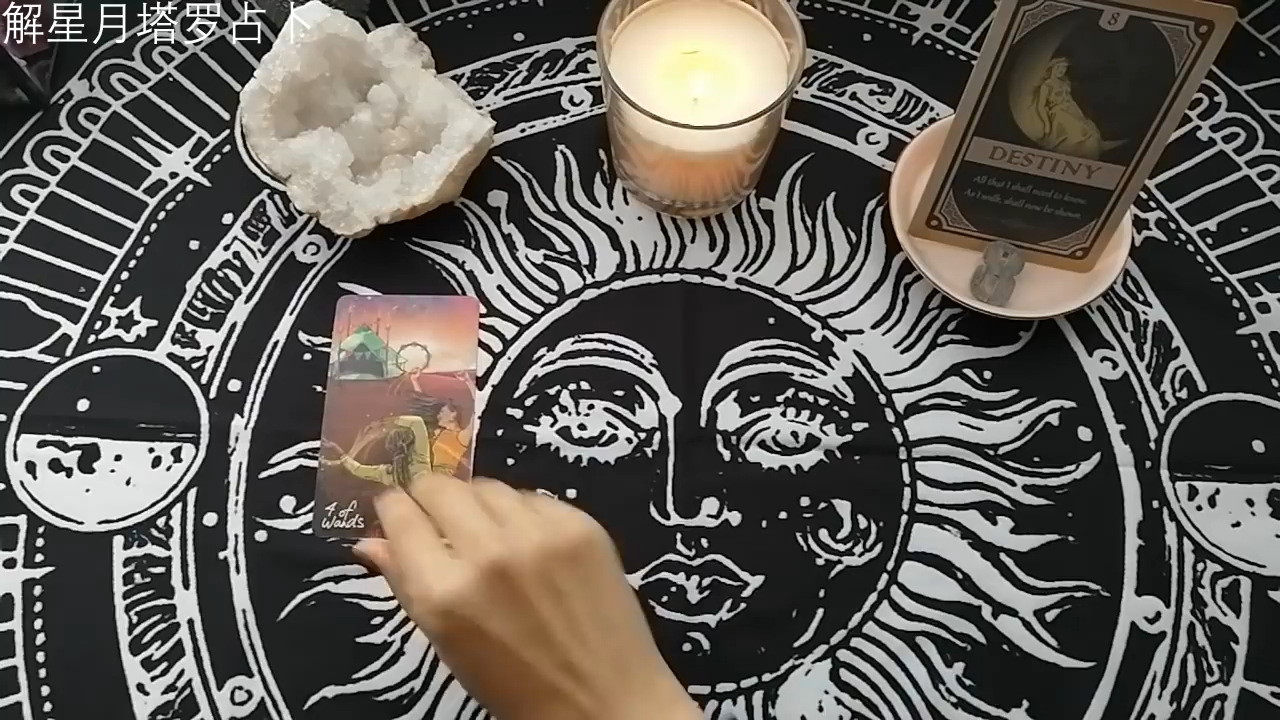 解星月塔罗占卜
8
DESTINY
All that I shall need to know,
As I walk, shall now be shown.
4 of
Wands